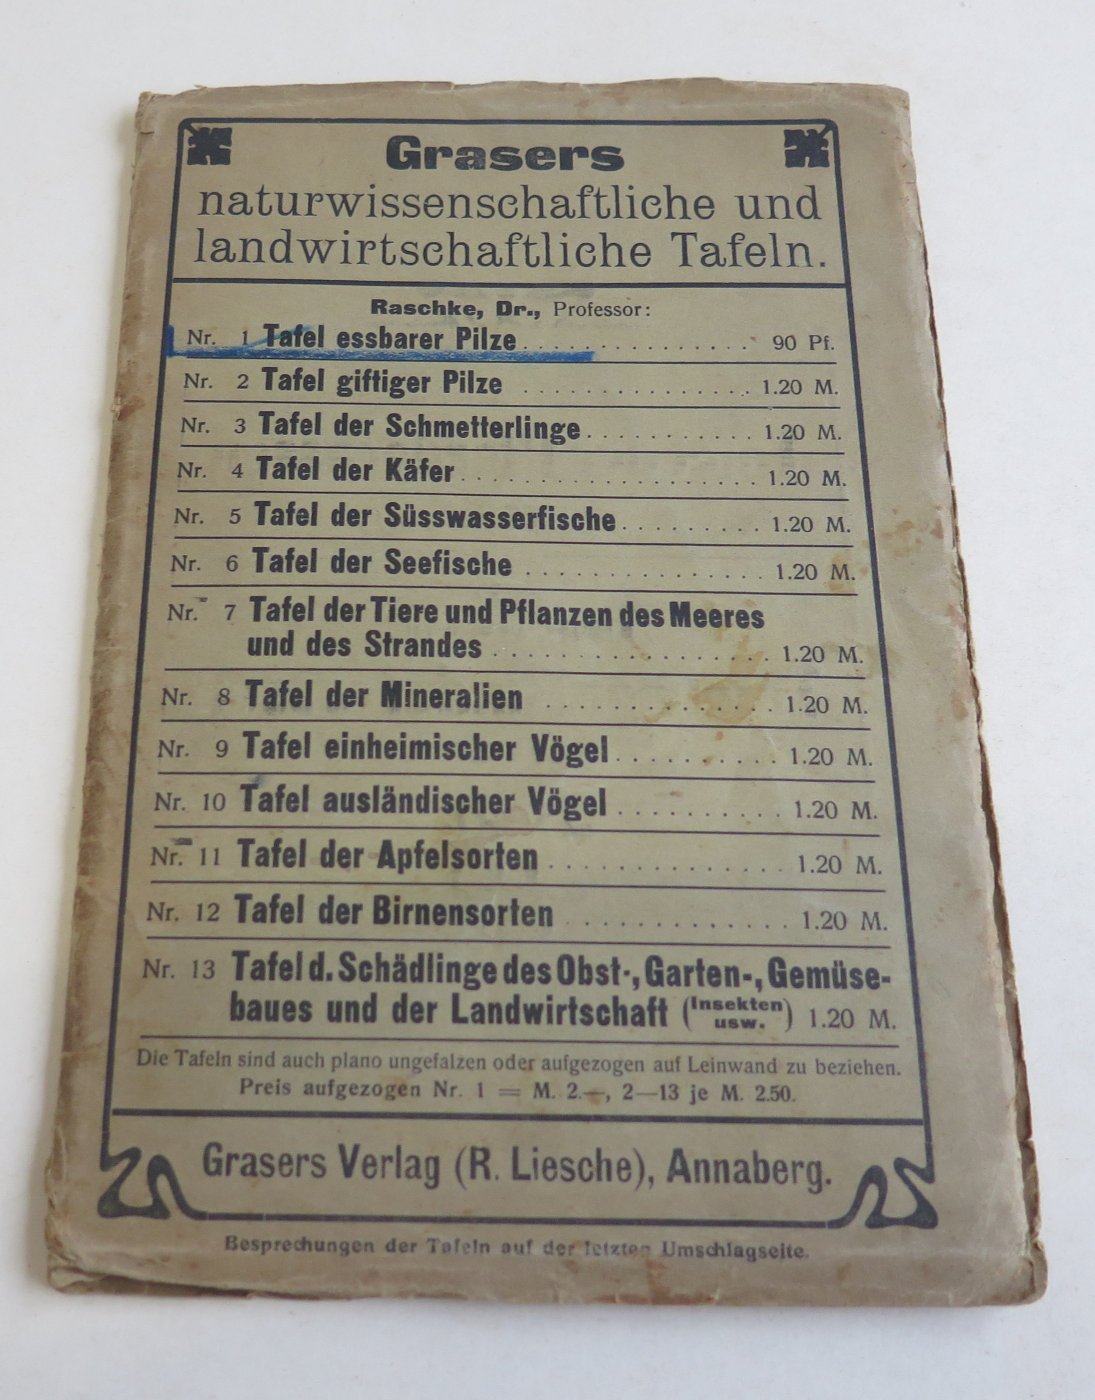 Grasers
naturwissenschaftliche und
landwirtschaftliche Tafeln.
Raschke, Dr., Professor:
Nr. 1 Tafel essbarer Pilze . . . . . . . . . . . . . . . . 90 Pf.
Nr. 2 Tafel giftiger Pilze . . . . . . . . . . . . . . . . 1.20 M.
Nr. 3 Tafel der Schmetterlinge . . . . . . . . . . . . 1.20 M.
Nr. 4 Tafel der Käfer . . . . . . . . . . . . . . . . . . . . 1.20 M.
Nr. 5 Tafel der Süsswasserfische . . . . . . . . . 1.20 M.
Nr. 6 Tafel der Seefische . . . . . . . . . . . . . . . 1.20 M.
Nr. 7 Tafel der Tiere und Pflanzen des Meeres
und des Strandes . . . . . . . . . . . . . . . . . 1.20 M.
Nr. 8 Tafel der Mineralien . . . . . . . . . . . . . . 1.20 M.
Nr. 9 Tafel einheimischer Vögel . . . . . . . . . . 1.20 M.
Nr. 10 Tafel ausländischer Vögel . . . . . . . . . . 1.20 M.
Nr. 11 Tafel der Apfelsorten . . . . . . . . . . . . . . 1.20 M.
Nr. 12 Tafel der Birnensorten . . . . . . . . . . . . . 1.20 M.
Nr. 13 Tafel d. Schädlinge des Obst-, Garten-, Gemüse-
baues und der Landwirtschaft (Insekten usw.) 1.20 M.
Die Tafeln sind auch plano ungefalzen oder aufgezogen auf Leinwand zu beziehen.
Preis aufgezogen Nr. 1 = M. 2.—, 2—13 je M. 2.50.
Grasers Verlag (R. Liesche), Annaberg.
Besprechungen der Tafeln auf der letzten Umschlagseite.